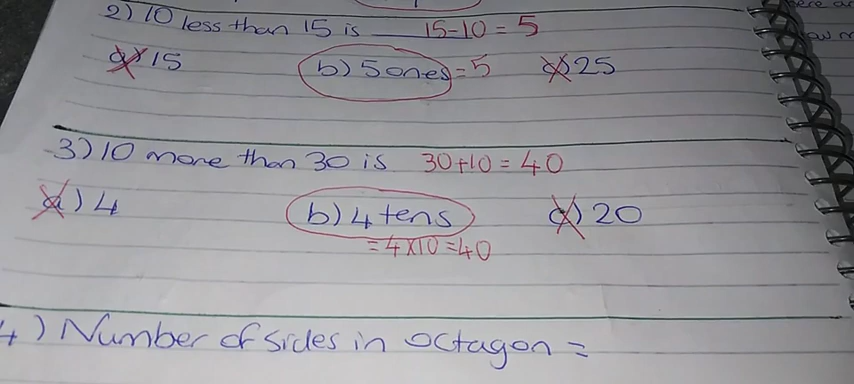 2) 10 less than 15 is 15-10 = 5
a) 15 b) 5 ones = 5 c) 25
3) 10 more than 30 is 30+10 = 40
a) 4 b) 4 tens c) 20
= 4x10 = 40
4) Number of sides in octagon =